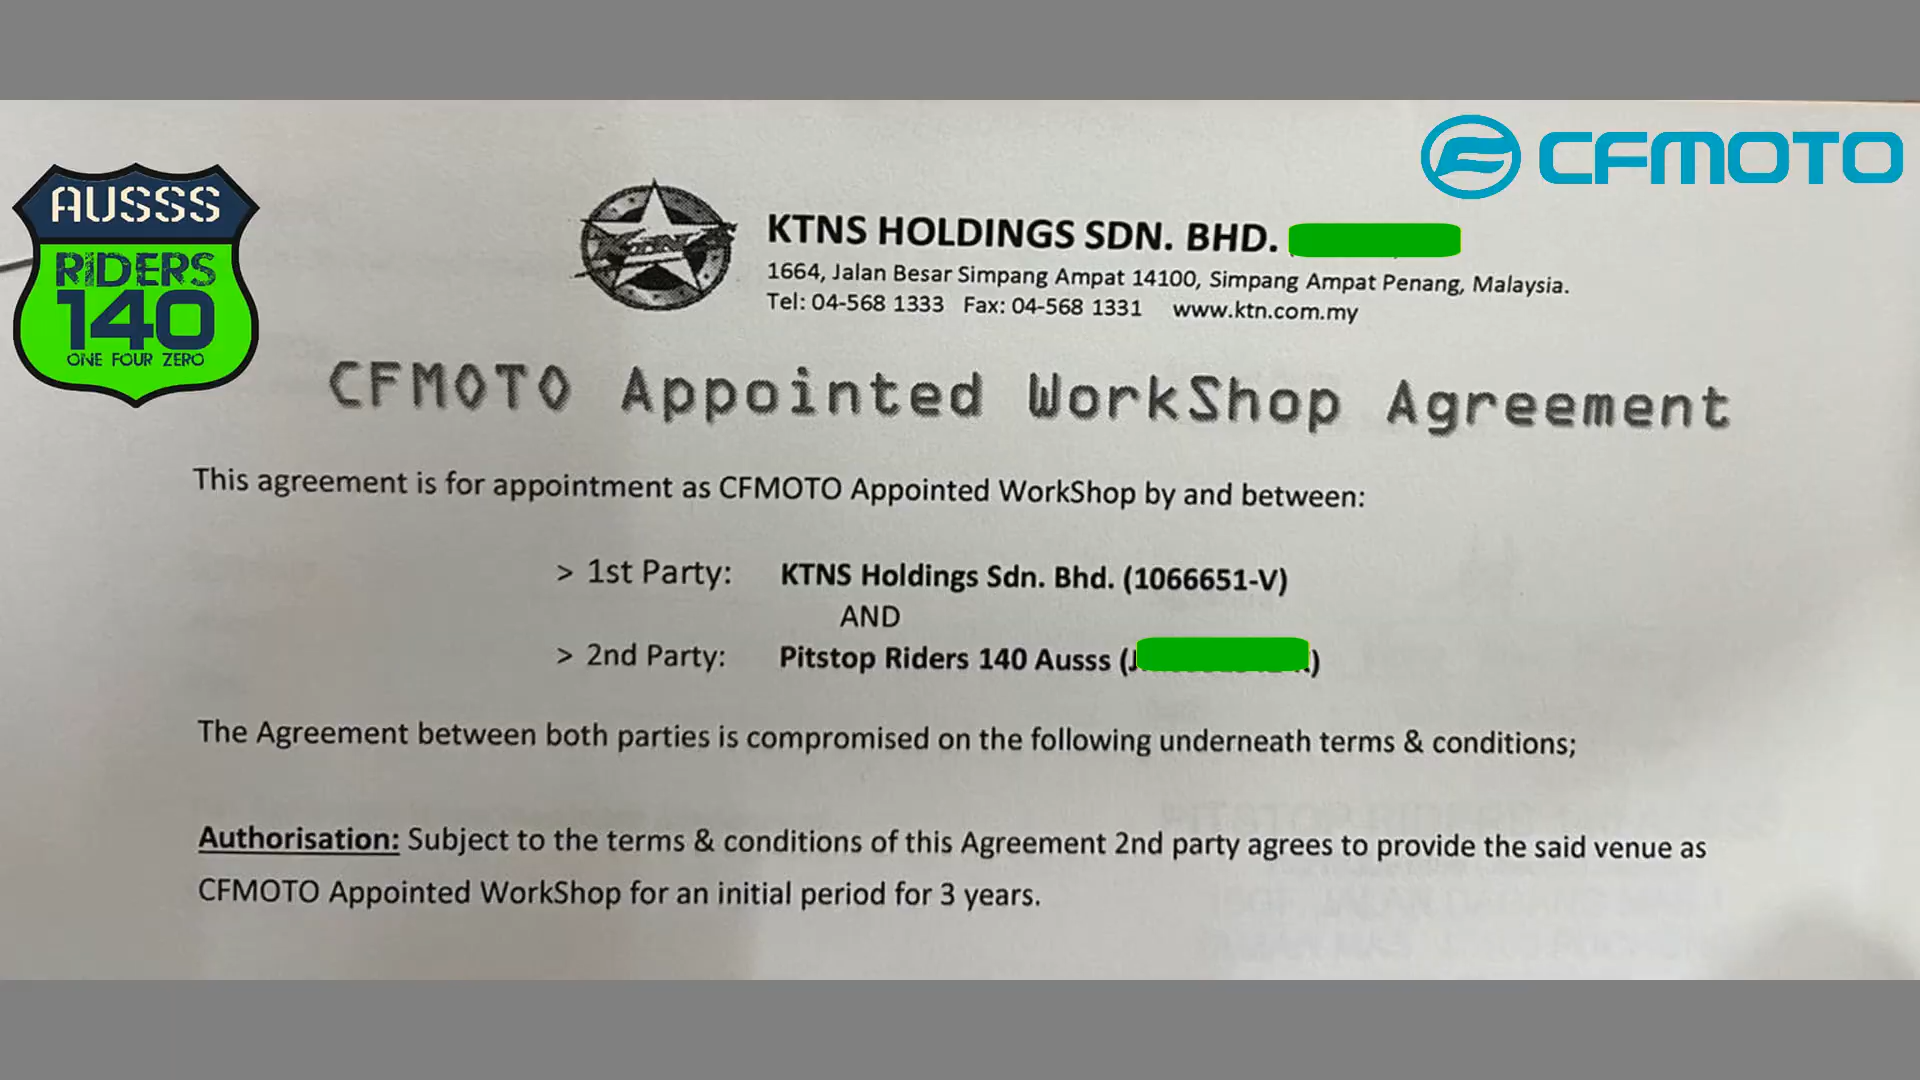 AUSSS
RIDERS
140
ONE FOUR ZERO
CFMOTO
KTNS HOLDINGS SDN. BHD.
1664, Jalan Besar Simpang Ampat 14100, Simpang Ampat Penang, Malaysia.
Tel: 04-568 1333 Fax: 04-568 1331 www.ktn.com.my
CFMOTO Appointed WorkShop Agreement
This agreement is for appointment as CFMOTO Appointed WorkShop by and between:
> 1st Party: KTNS Holdings Sdn. Bhd. (1066651-V)
AND
> 2nd Party: Pitstop Riders 140 Ausss (J )
The Agreement between both parties is compromised on the following underneath terms & conditions;
Authorisation: Subject to the terms & conditions of this Agreement 2nd party agrees to provide the said venue as
CFMOTO Appointed WorkShop for an initial period for 3 years.